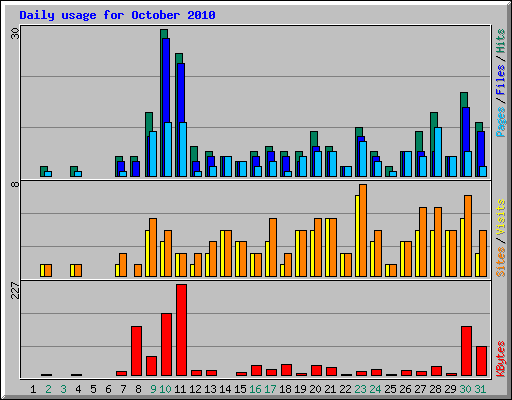 Daily usage for October 2010
30
Pages / Files / Hits
8
Sites / Visits
227
KBytes
1 2 3 4 5 6 7 8 9 10 11 12 13 14 15 16 17 18 19 20 21 22 23 24 25 26 27 28 29 30 31